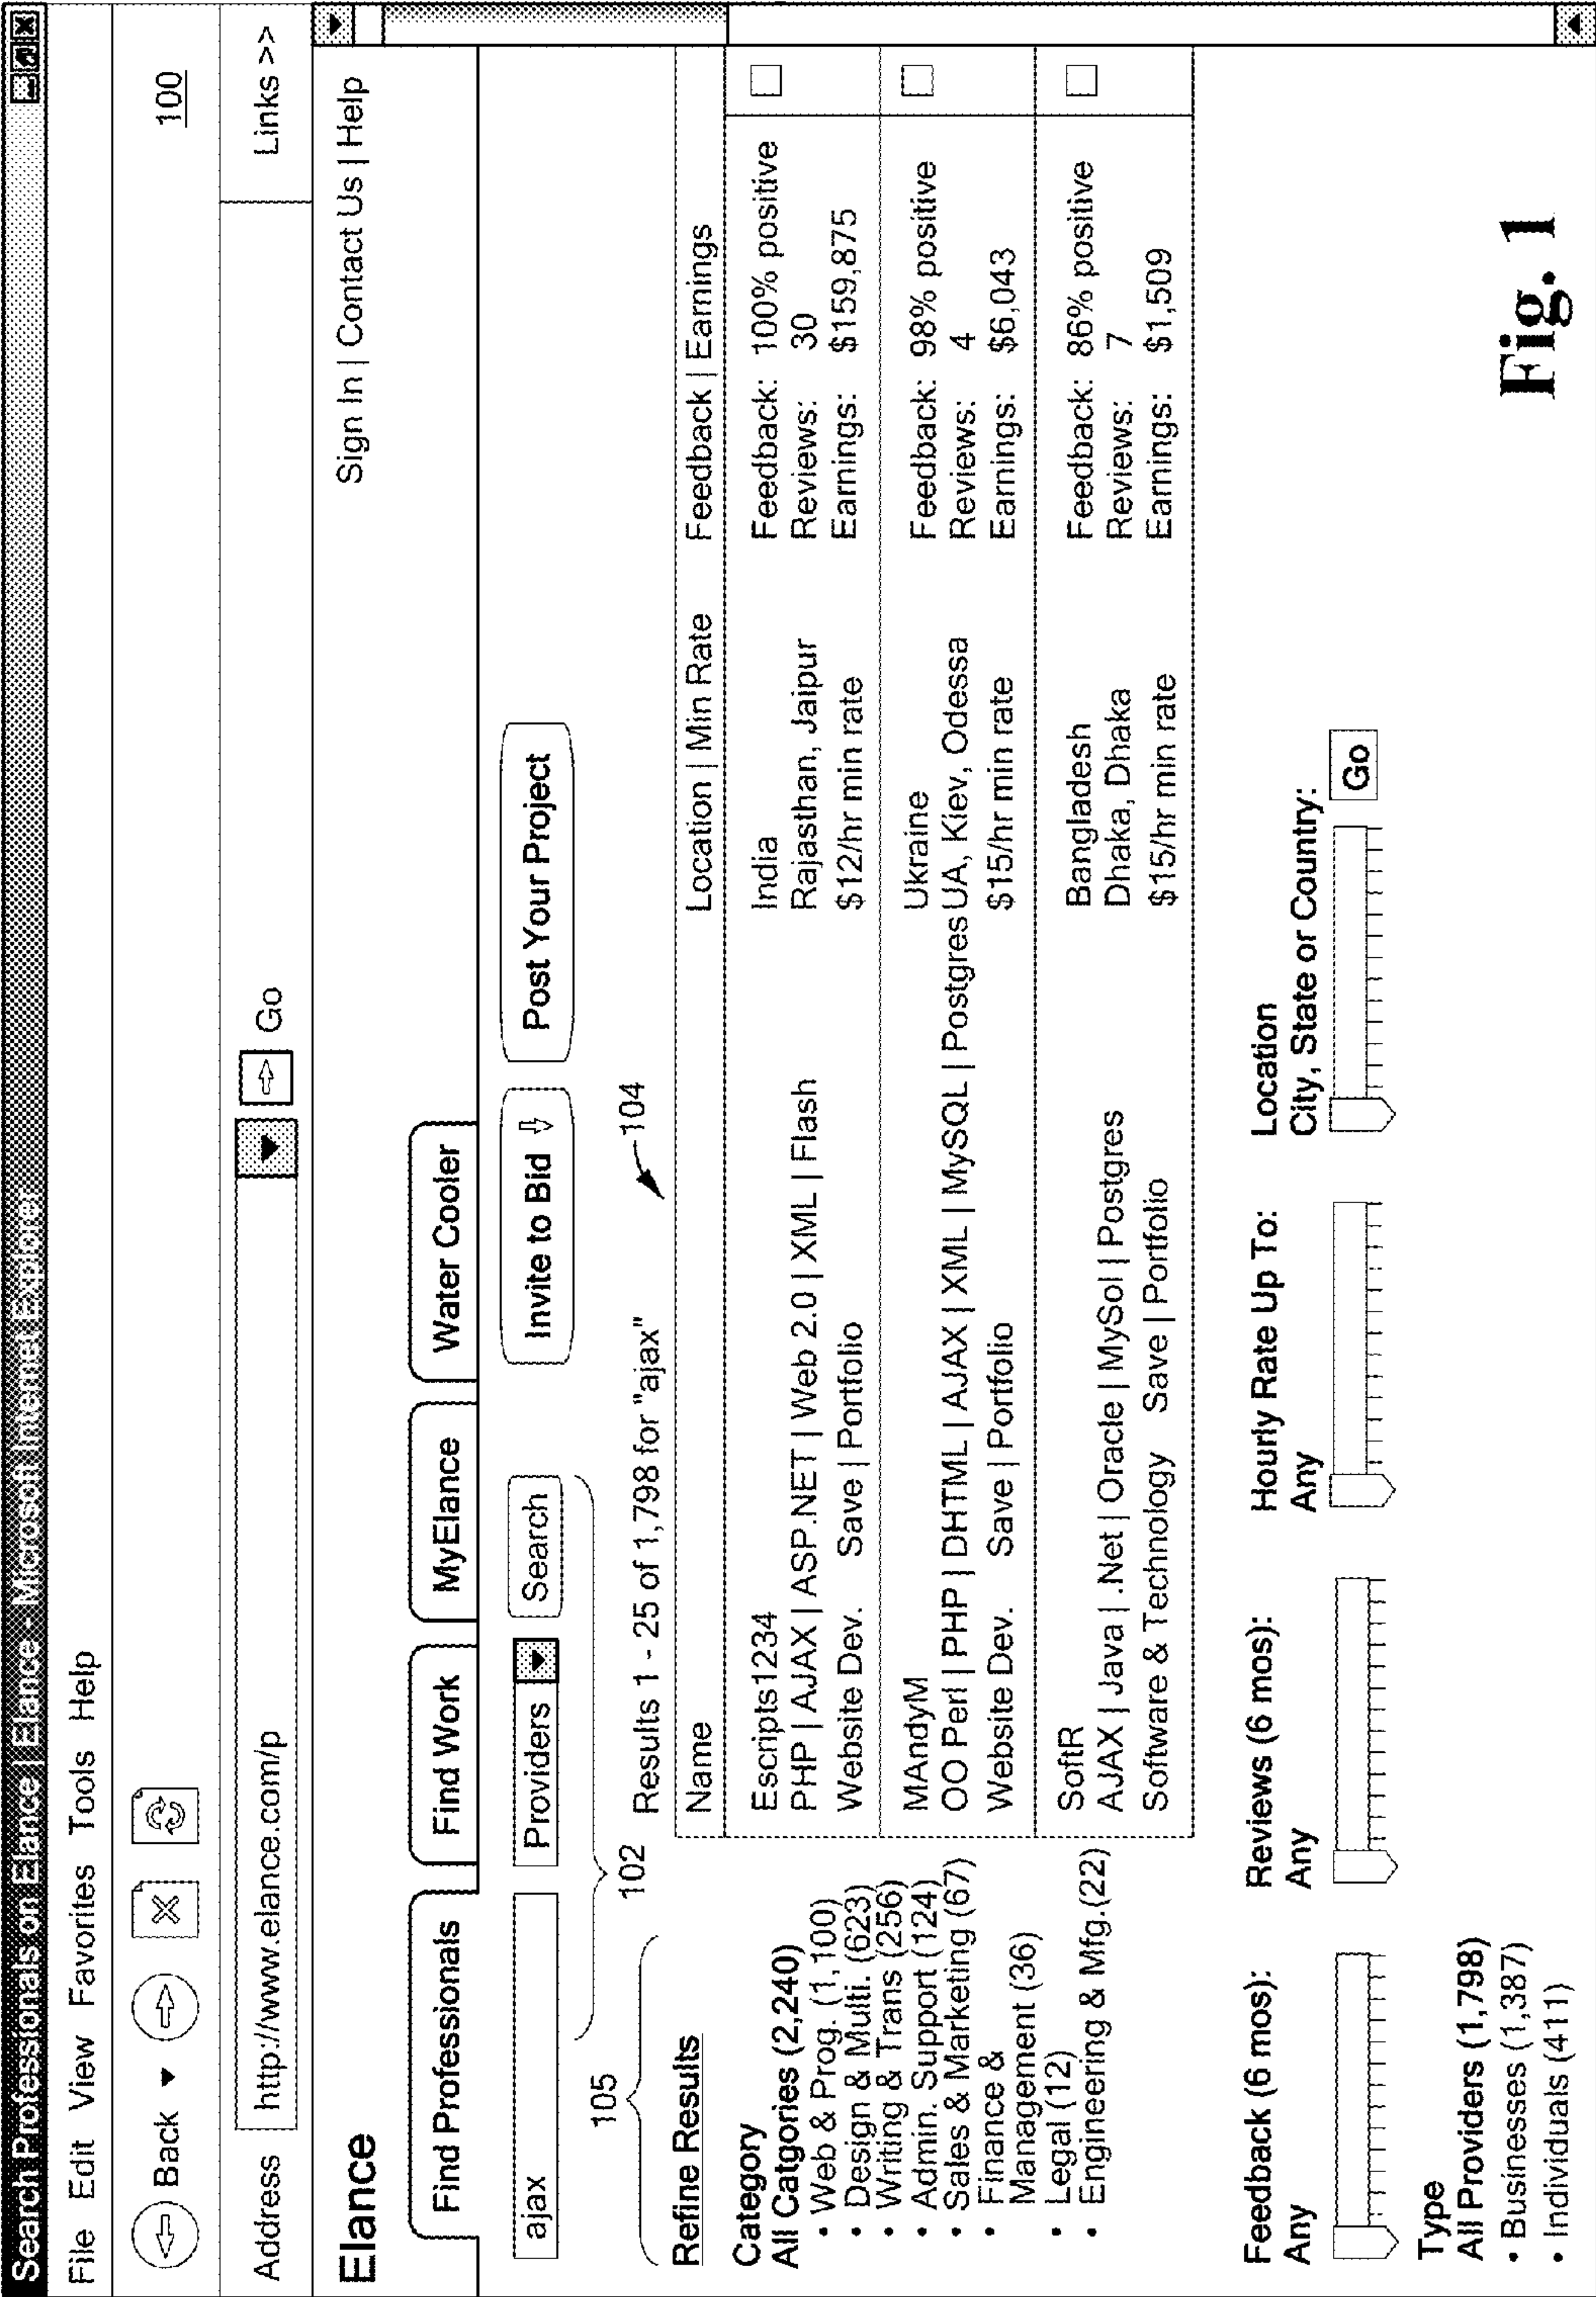 Search Professionals on Elance | Elance - Microsoft Internet Explorer
File Edit View Favorites Tools Help
Back
100
Address http://www.elance.com/p Go Links >>
Elance
Sign In | Contact Us | Help
Find Professionals Find Work MyElance Water Cooler
ajax Providers Search Invite to Bid Post Your Project
102
105
Results 1 - 25 of 1,798 for "ajax"
104
Refine Results
Category
All Catgories (2,240)
• Web & Prog. (1,100)
• Design & Multi. (623)
• Writing & Trans (256)
• Admin. Support (124)
• Sales & Marketing (67)
• Finance &
Management (36)
• Legal (12)
• Engineering & Mfg.(22)
Name Location | Min Rate Feedback | Earnings
Escripts1234 India Feedback: 100% positive
PHP | AJAX | ASP.NET | Web 2.0 | XML | Flash Rajasthan, Jaipur Reviews: 30
Website Dev. Save | Portfolio $12/hr min rate Earnings: $159,875
MAndyM Ukraine Feedback: 98% positive
OO Perl | PHP | DHTML | AJAX | XML | MySQL | Postgres UA, Kiev, Odessa Reviews: 4
Website Dev. Save | Portfolio $15/hr min rate Earnings: $6,043
SoftR Bangladesh Feedback: 86% positive
AJAX | Java | .Net | Oracle | MySol | Postgres Dhaka, Dhaka Reviews: 7
Software & Technology Save | Portfolio $15/hr min rate Earnings: $1,509
Feedback (6 mos): Reviews (6 mos): Hourly Rate Up To: Location
Any Any Any City, State or Country:
Go
Type
All Providers (1,798)
• Businesses (1,387)
• Individuals (411)
Fig. 1